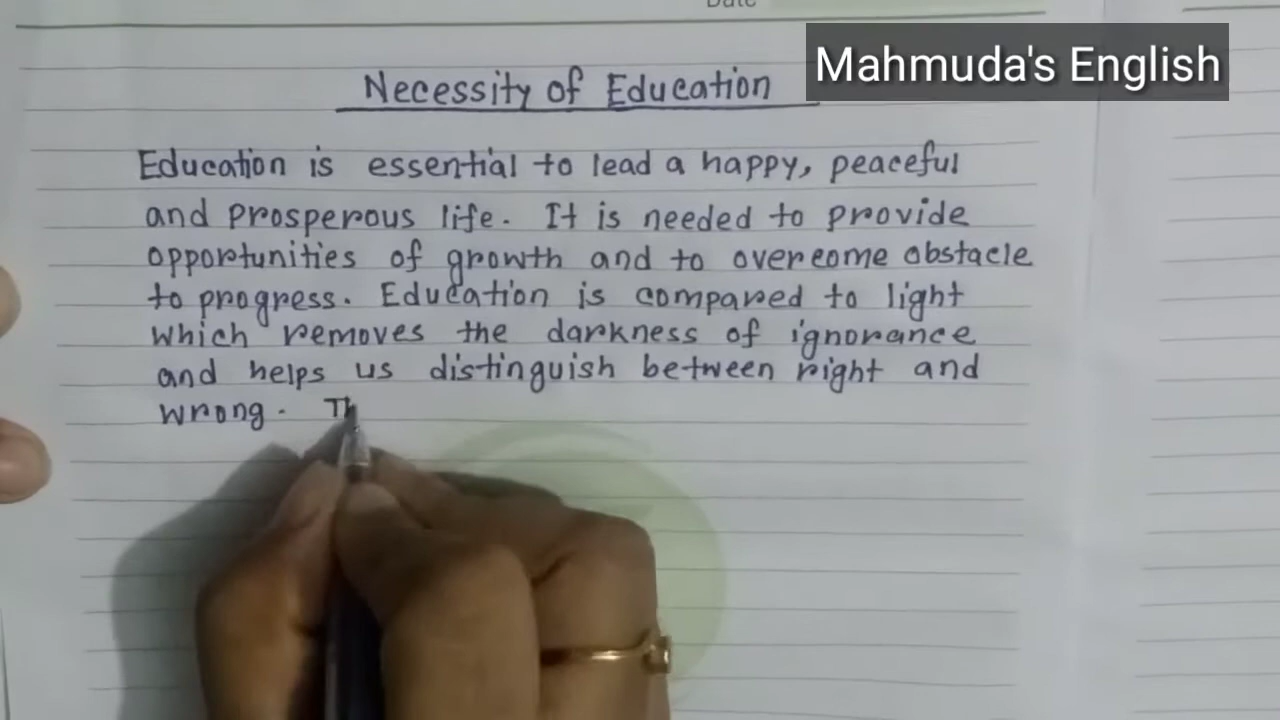 Date
Mahmuda's English
Necessity of Education
Education is essential to lead a happy, peaceful
and prosperous life. It is needed to provide
opportunities of growth and to overcome obstacle
to progress. Education is compared to light
which removes the darkness of ignorance
and helps us distinguish between right and
wrong. Th